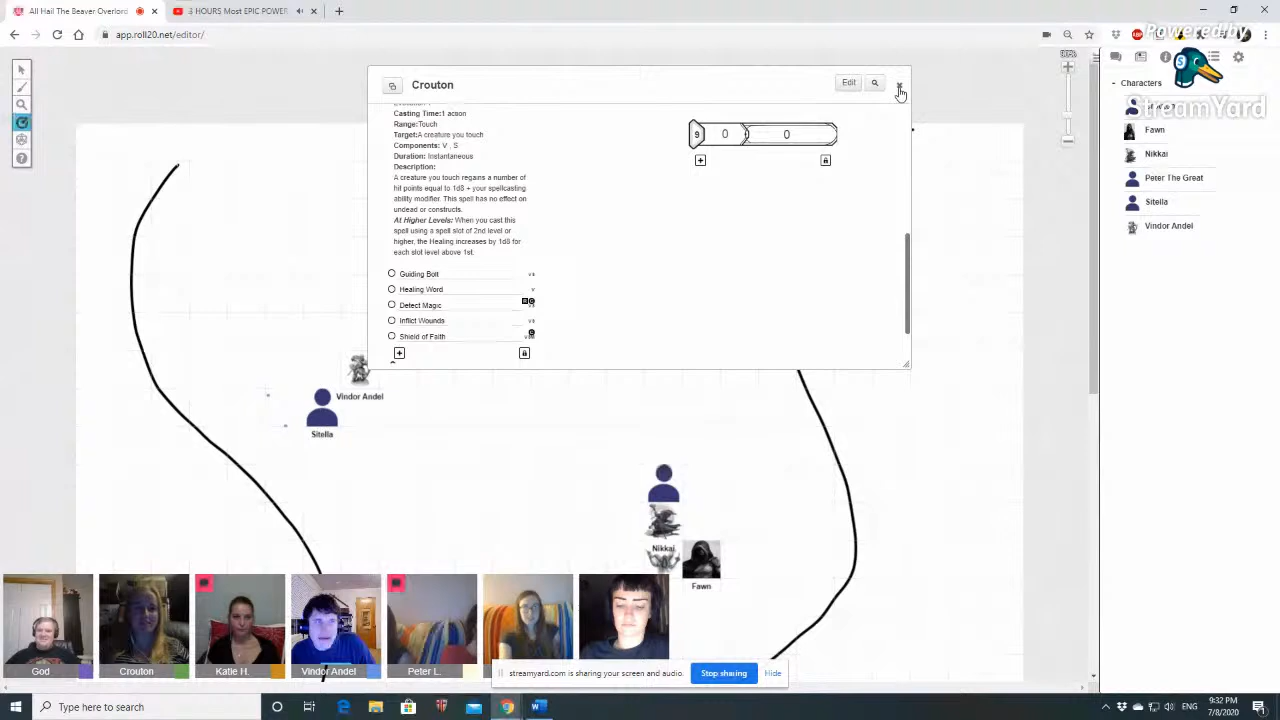 All Hail The Beaver Overlord
3 HOURS Most EPIC POWER
app.roll20.net/editor/
Powered by
S
StreamYard
Crouton
Edit
Casting Time:1 action
Range:Touch
Target:A creature you touch
Components: V , S
Duration: Instantaneous
Description:
A creature you touch regains a number of
hit points equal to 1d8 + your spellcasting
ability modifier. This spell has no effect on
undead or constructs.
At Higher Levels: When you cast this
spell using a spell slot of 2nd level or
higher, the Healing increases by 1d8 for
each slot level above 1st.
Guiding Bolt
Healing Word
Detect Magic
Inflict Wounds
Shield of Faith
9 0 0
Characters
Fawn
Nikkai
Peter The Great
Sitella
Vindor Andel
Vindor Andel
Sitella
Nikkai
Fawn
God
Crouton
Katie H.
Vindor Andel
Peter L.
streamyard.com is sharing your screen and audio.
Stop sharing
Hide
Type here to search
9:32 PM
7/8/2020